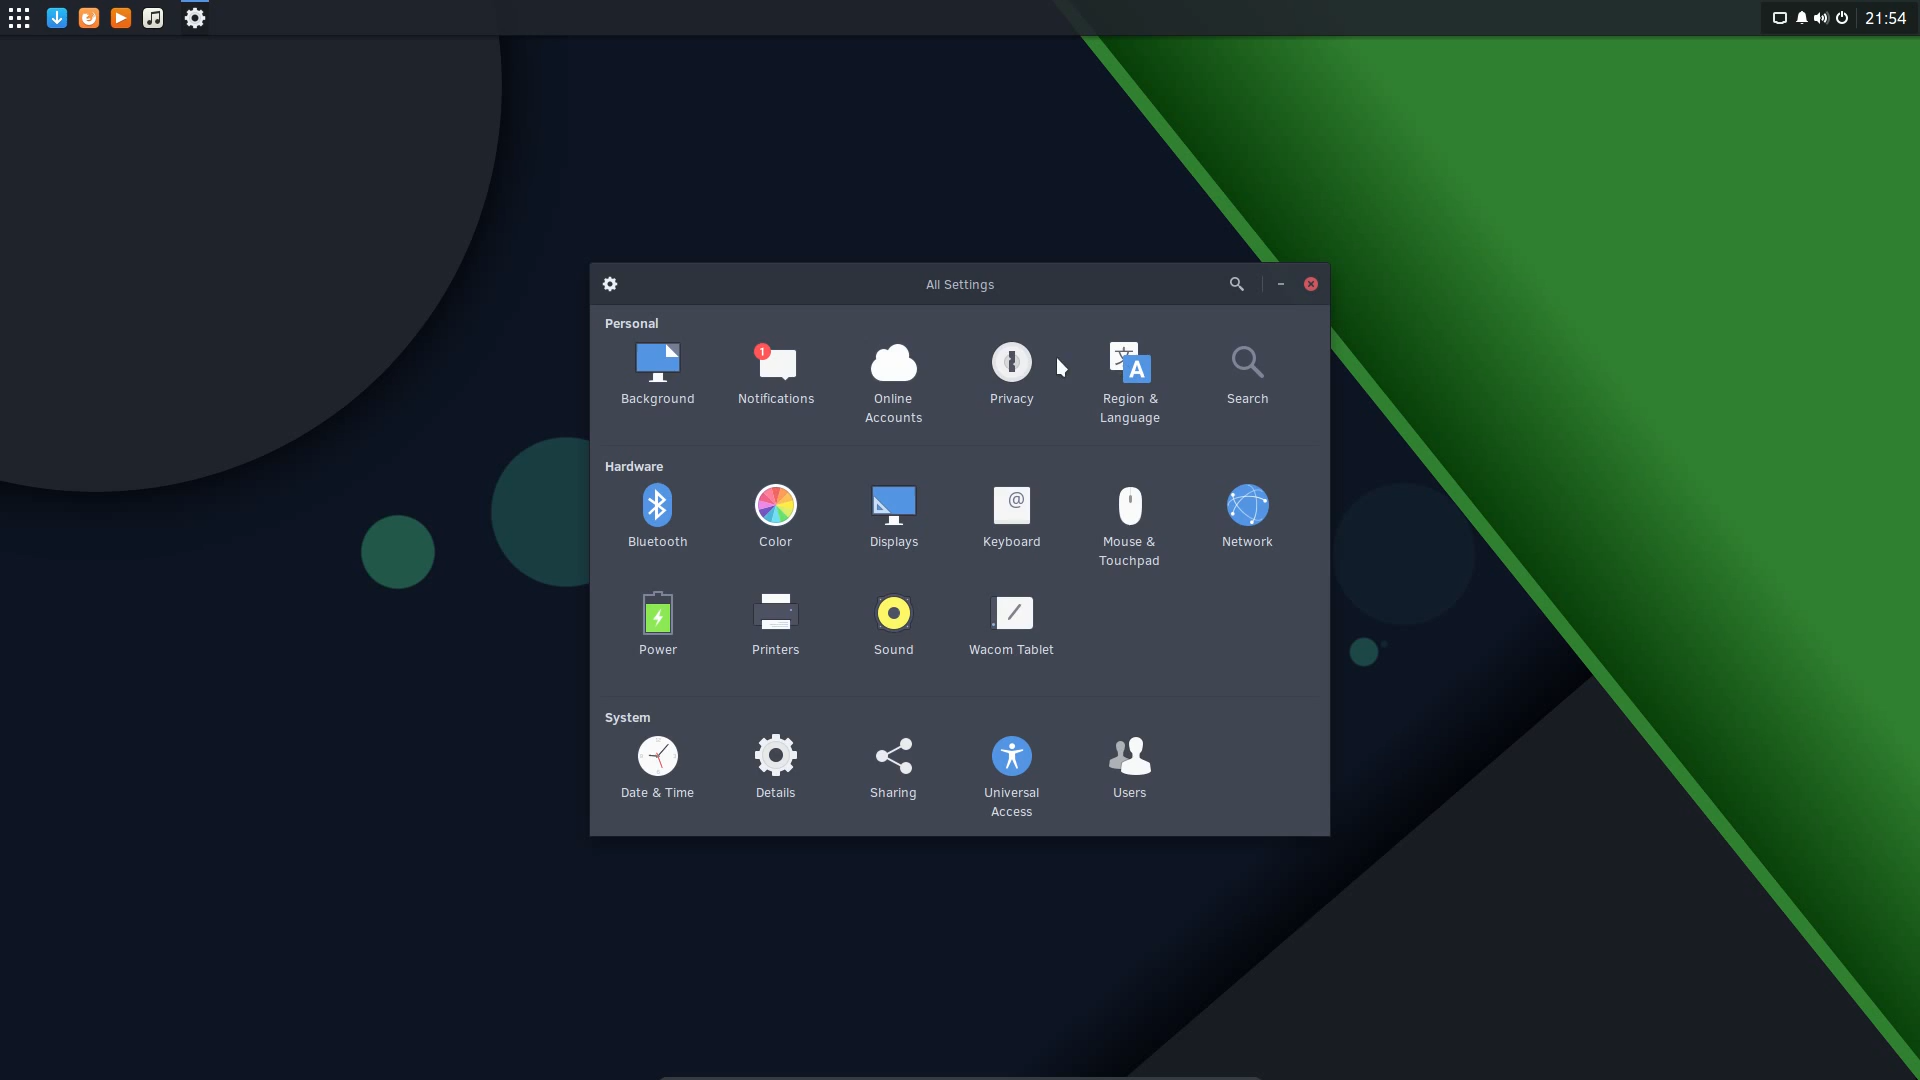 21:54
All Settings
Personal
1
文
A
Background
Notifications
Online
Accounts
Privacy
Region &
Language
Search
Hardware
@
Bluetooth
Color
Displays
Keyboard
Mouse &
Touchpad
Network
Power
Printers
Sound
Wacom Tablet
System
Date & Time
Details
Sharing
Universal
Access
Users